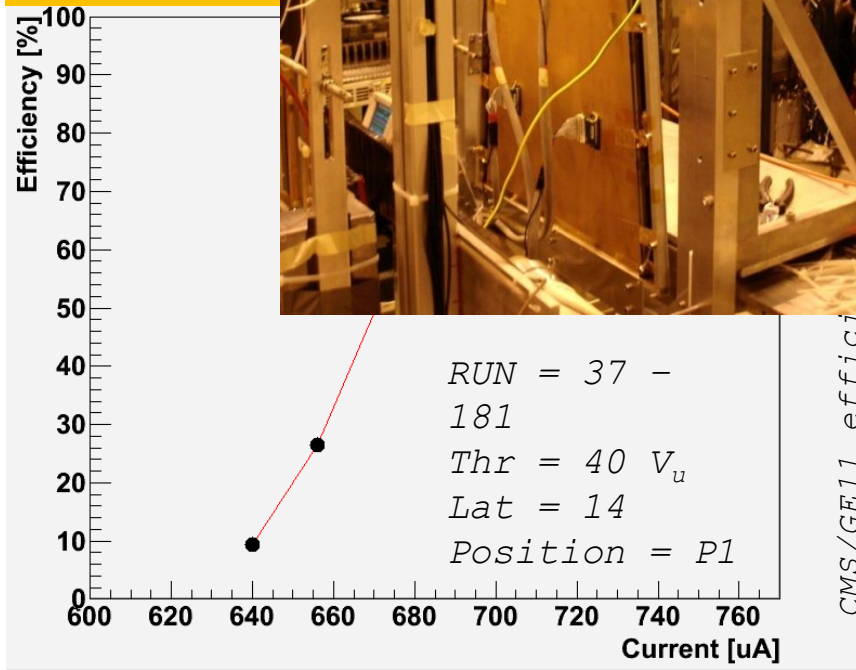 Efficiency [%]
100
90
80
70
60
50
40
30
20
10
0
600 620 640 660 680 700 720 740 760
Current [uA]
RUN = 37 –
181
Thr = 40 Vu
Lat = 14
Position = P1
CMS/GE11 effici